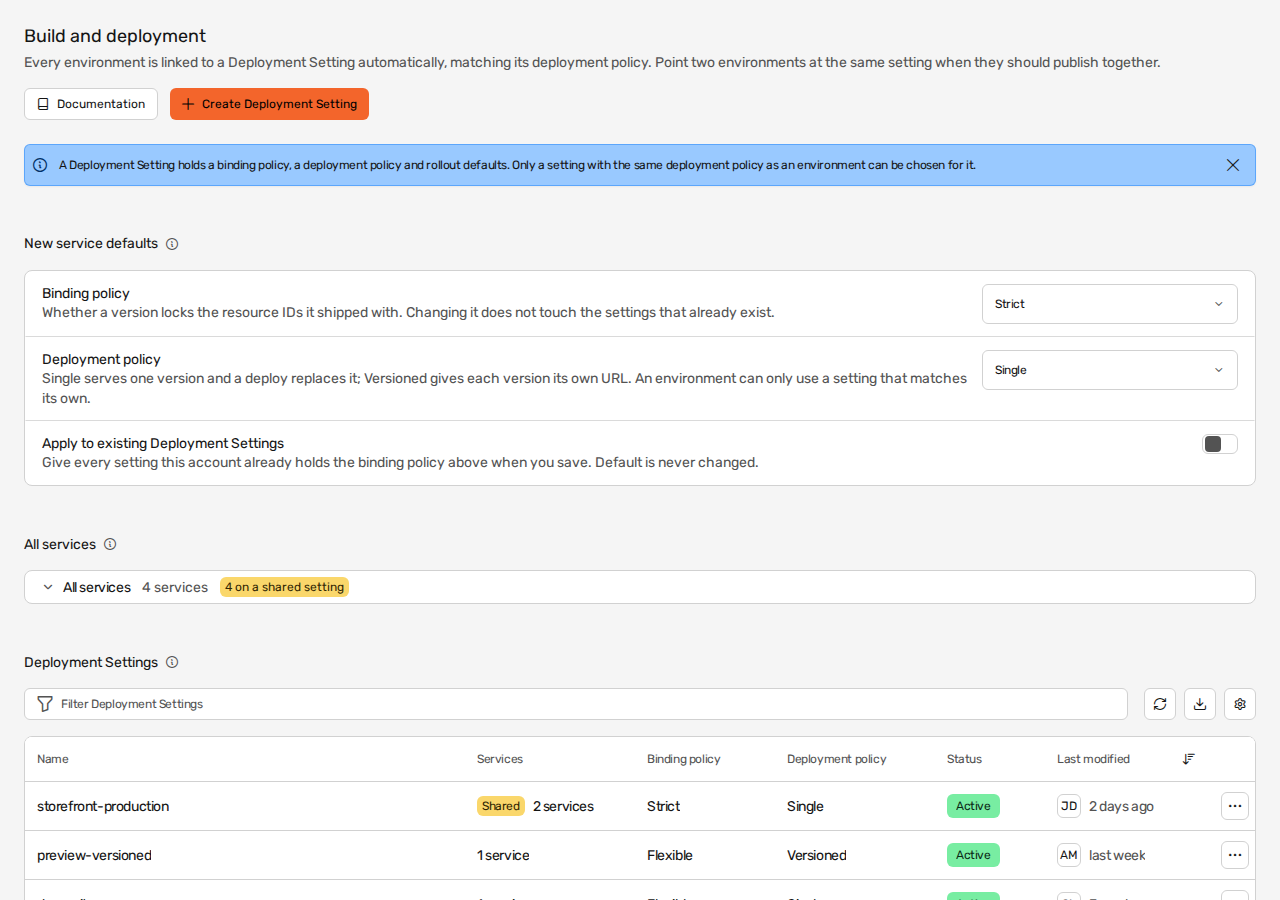 Build and deployment
Every environment is linked to a Deployment Setting automatically, matching its deployment policy. Point two environments at the same setting when they should publish together.
Documentation
Create Deployment Setting
A Deployment Setting holds a binding policy, a deployment policy and rollout defaults. Only a setting with the same deployment policy as an environment can be chosen for it.
New service defaults
Binding policy
Whether a version locks the resource IDs it shipped with. Changing it does not touch the settings that already exist.
Strict
Deployment policy
Single serves one version and a deploy replaces it; Versioned gives each version its own URL. An environment can only use a setting that matches
its own.
Single
Apply to existing Deployment Settings
Give every setting this account already holds the binding policy above when you save. Default is never changed.
All services
All services 4 services 4 on a shared setting
Deployment Settings
Filter Deployment Settings
Name Services Binding policy Deployment policy Status Last modified
storefront-production Shared 2 services Strict Single Active JD 2 days ago
preview-versioned 1 service Flexible Versioned Active AM last week